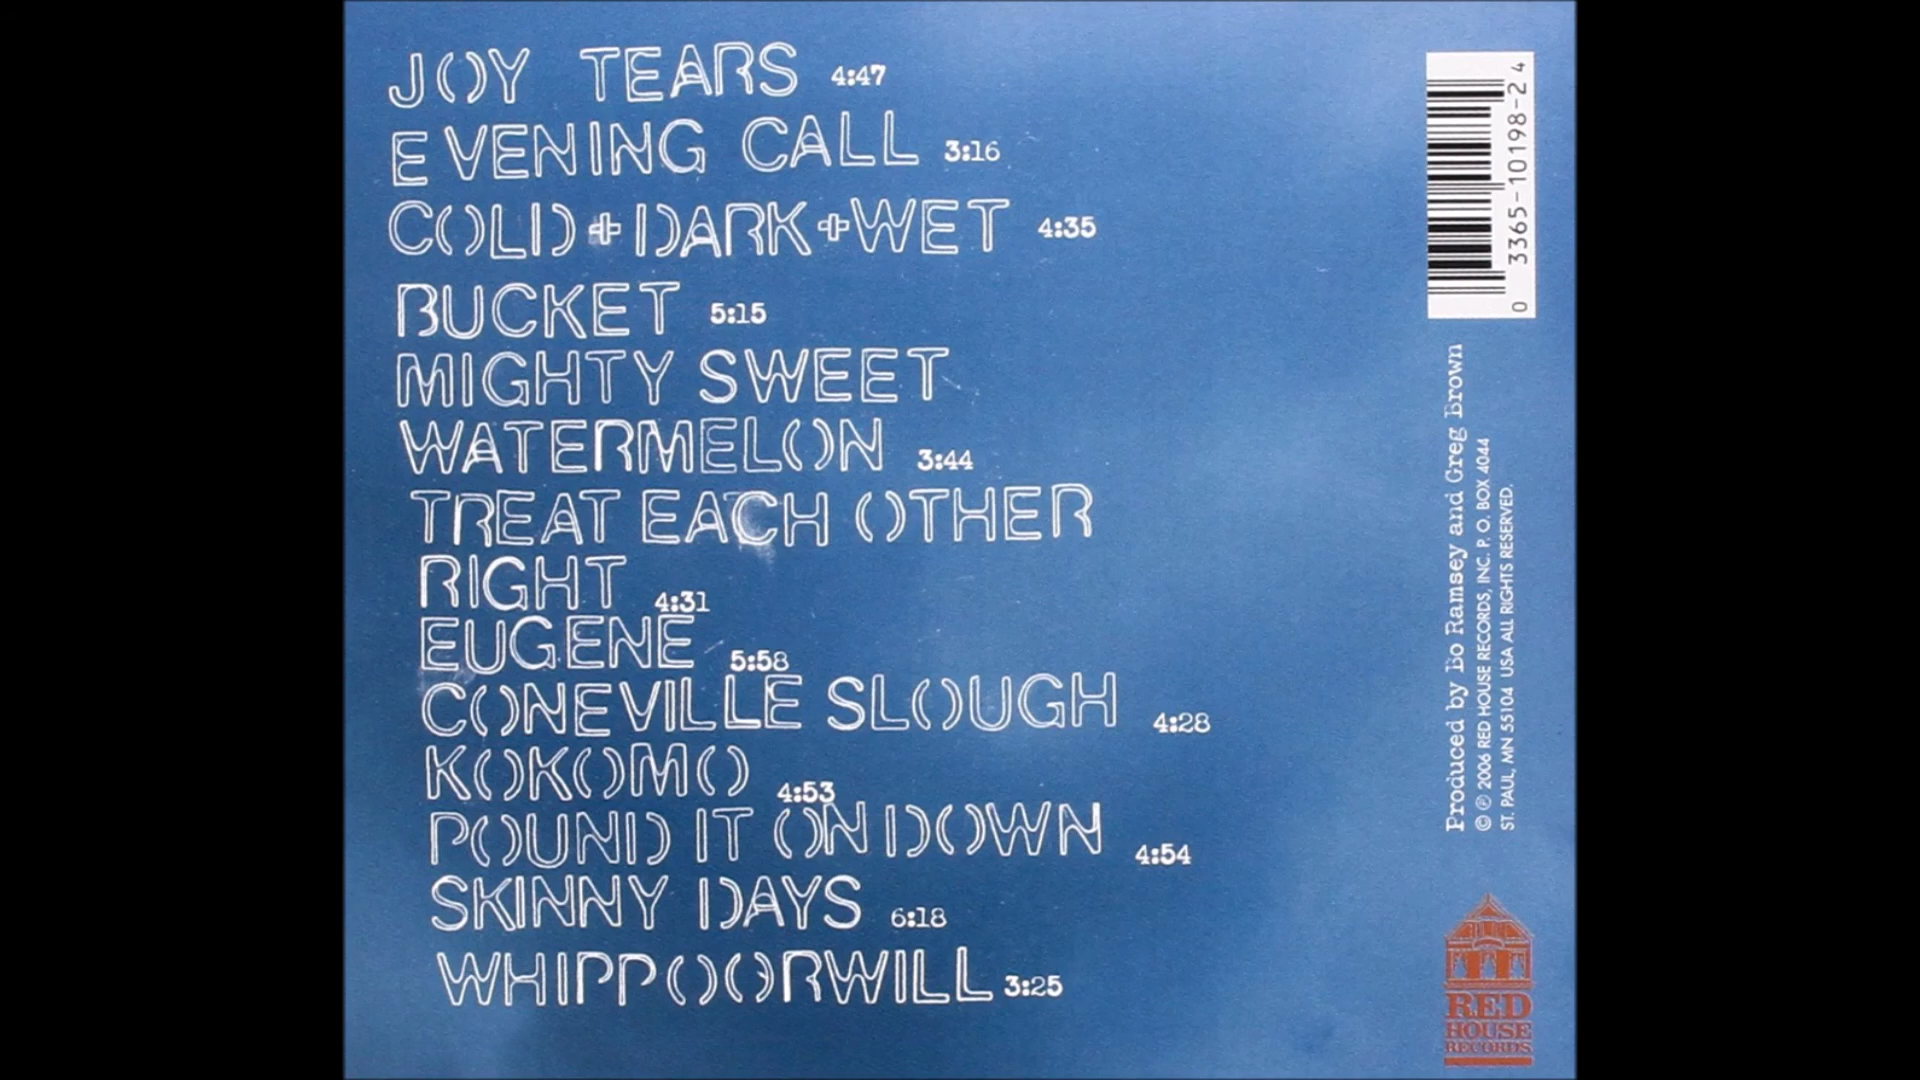 JOY TEARS 4:47
EVENING CALL 3:16
COLD+DARK+WET 4:35
BUCKET 5:15
MIGHTY SWEET
WATERMELON 3:44
TREAT EACH OTHER
RIGHT 4:31
EUGENE 5:58
CONEVILLE SLOUGH 4:28
KOKOMO 4:53
POUND IT ON DOWN 4:54
SKINNY DAYS 6:18
WHIPPOORWILL 3:25
0 3365-10198-2 4
Produced by Bo Ramsey and Greg Brown
© ℗ 2006 RED HOUSE RECORDS, INC. P. O. BOX 4044
ST. PAUL, MN 55104 USA ALL RIGHTS RESERVED.
RED
HOUSE
RECORDS